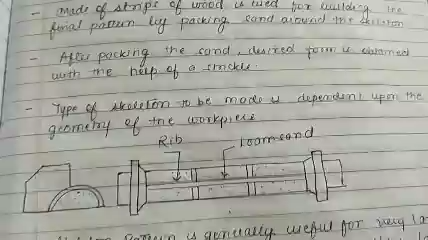 - made of strips of wood is used for building the
final pattern by packing sand around the skeleton
- After packing the sand, desired form is obtained
with the help of a strickle.
- Type of skeleton to be made is dependent upon the
geometry of the workpiece
Rib
Loam sand
pattern is generally useful for very